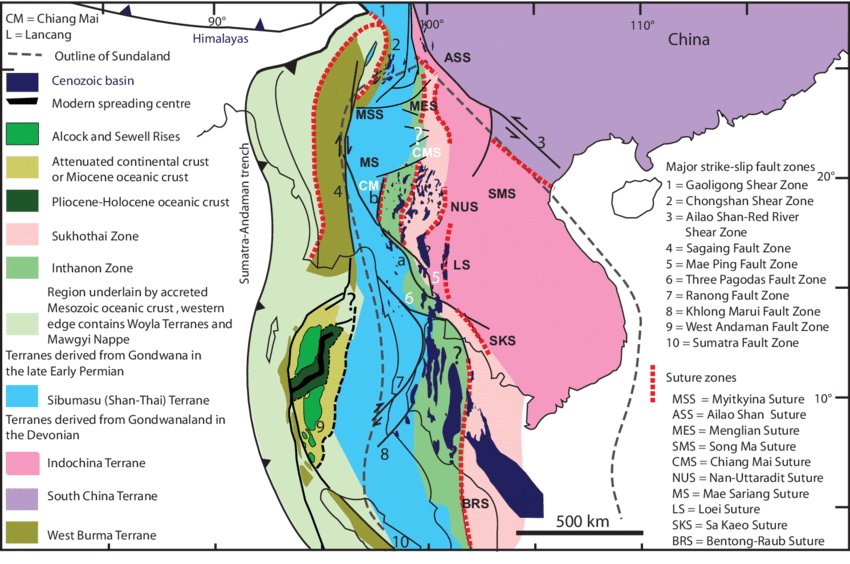 CM = Chiang Mai
L = Lancang
Outline of Sundaland
Cenozoic basin
Modern spreading centre
Alcock and Sewell Rises
Attenuated continental crust
or Miocene oceanic crust
Pliocene-Holocene oceanic crust
Sukhothai Zone
Inthanon Zone
Region underlain by accreted
Mesozoic oceanic crust , western
edge contains Woyla Terranes and
Mawgyi Nappe
Terranes derived from Gondwana in
the late Early Permian
Sibumasu (Shan-Thai) Terrane
Terranes derived from Gondwanaland in
the Devonian
Indochina Terrane
South China Terrane
West Burma Terrane
90°
100°
110°
Himalayas
China
Sumatra-Andaman trench
1
2
ASS
MES
MSS
?
CMS
3
MS
CM
b
4
SMS
NUS
?
a
LS
5
6
?
SKS
?
7
9
8
BRS
10
20°
10°
500 km
Major strike-slip fault zones
1 = Gaoligong Shear Zone
2 = Chongshan Shear Zone
3 = Ailao Shan-Red River
Shear Zone
4 = Sagaing Fault Zone
5 = Mae Ping Fault Zone
6 = Three Pagodas Fault Zone
7 = Ranong Fault Zone
8 = Khlong Marui Fault Zone
9 = West Andaman Fault Zone
10 = Sumatra Fault Zone
Suture zones
MSS = Myitkyina Suture
ASS = Ailao Shan Suture
MES = Menglian Suture
SMS = Song Ma Suture
CMS = Chiang Mai Suture
NUS = Nan-Uttaradit Suture
MS = Mae Sariang Suture
LS = Loei Suture
SKS = Sa Kaeo Suture
BRS = Bentong-Raub Suture